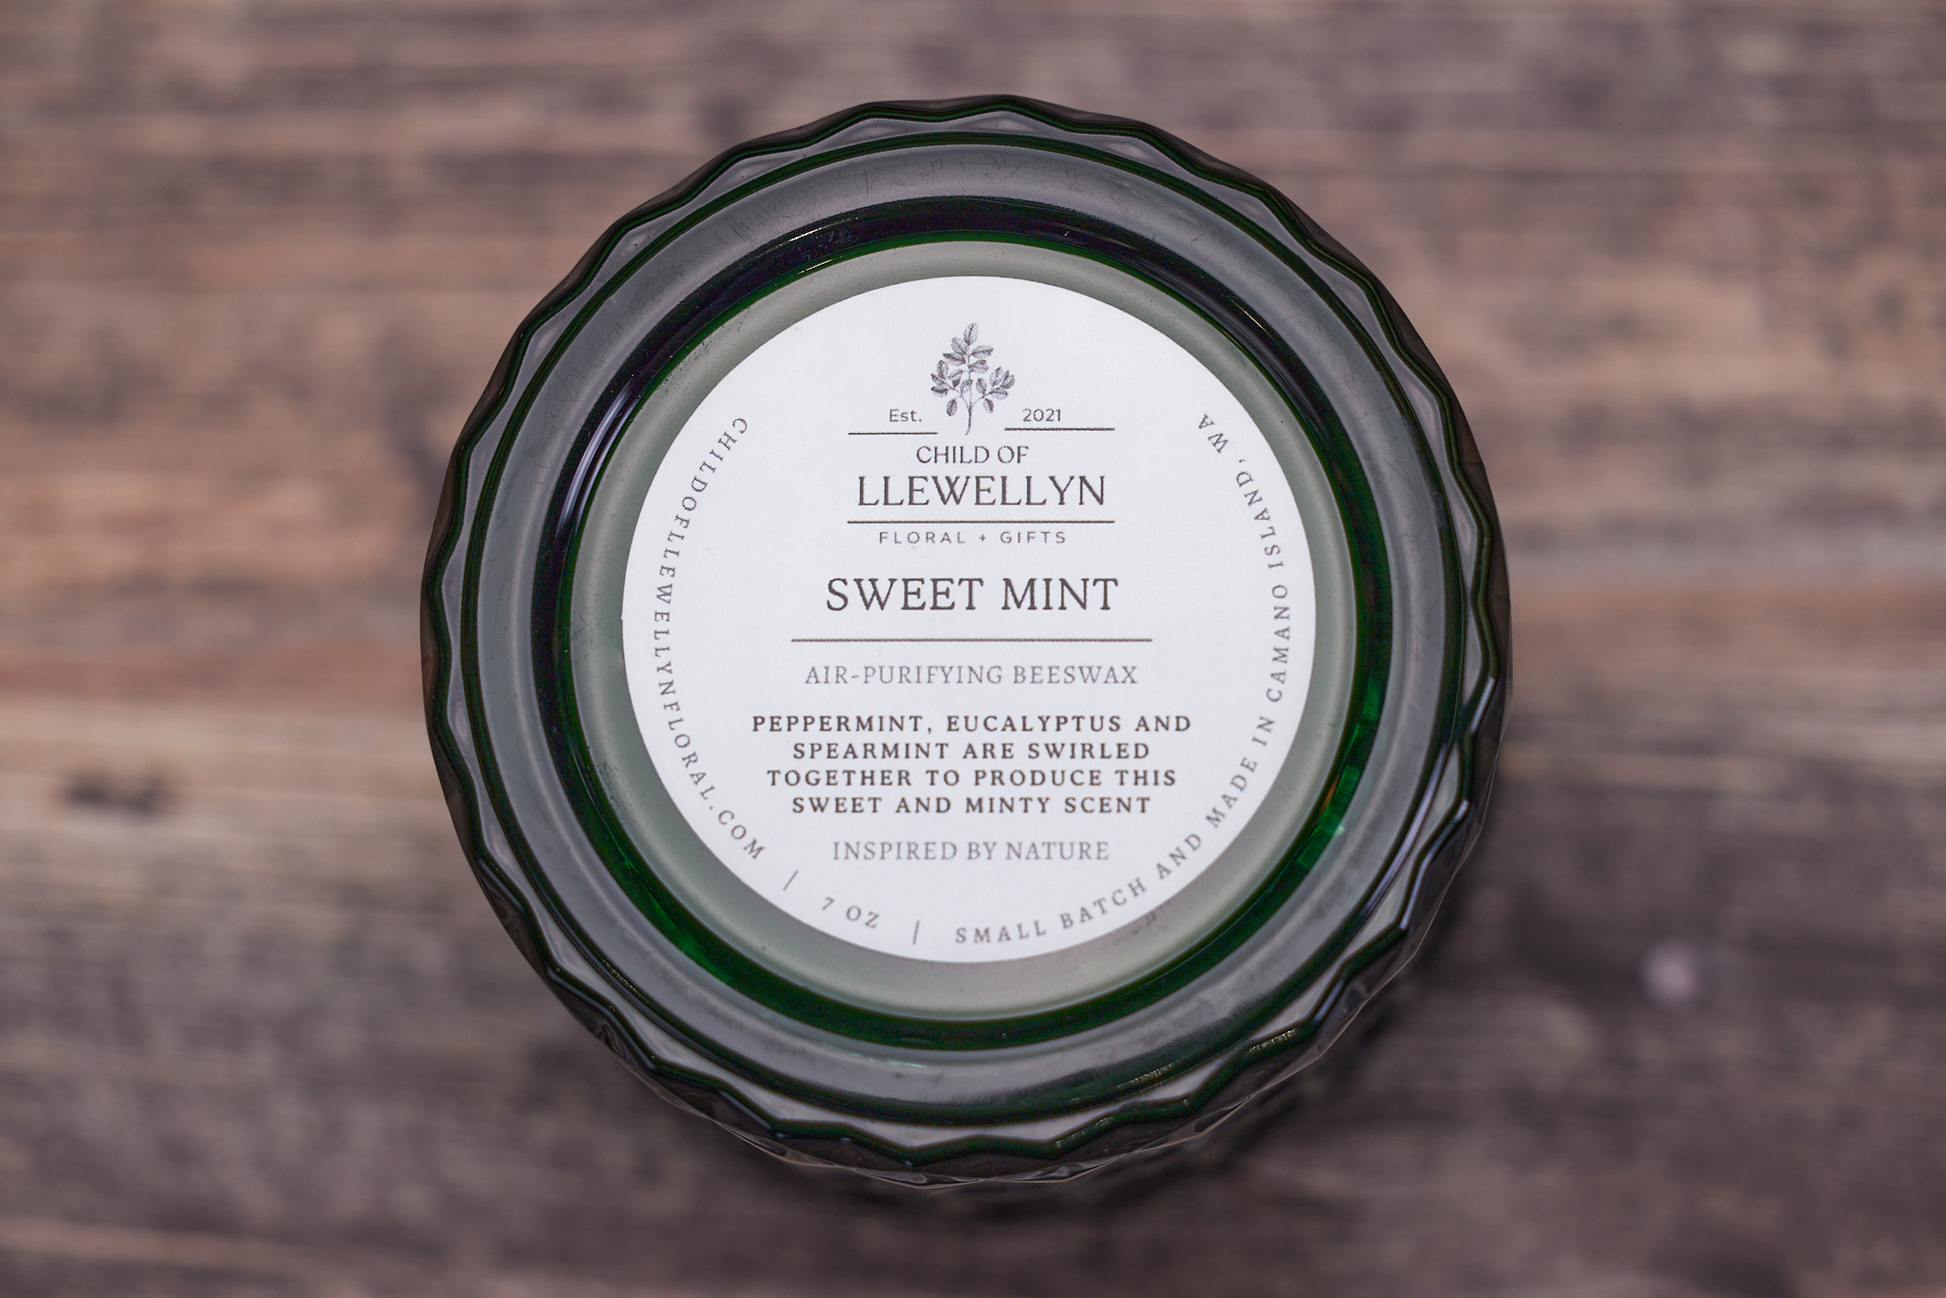 Est. 2021
CHILD OF
LLEWELLYN
FLORAL + GIFTS
SWEET MINT
AIR-PURIFYING BEESWAX
PEPPERMINT, EUCALYPTUS AND
SPEARMINT ARE SWIRLED
TOGETHER TO PRODUCE THIS
SWEET AND MINTY SCENT
INSPIRED BY NATURE
CHILDOFLLEWELLYNFLORAL.COM | 7 OZ | SMALL BATCH AND MADE IN CAMANO ISLAND, WA